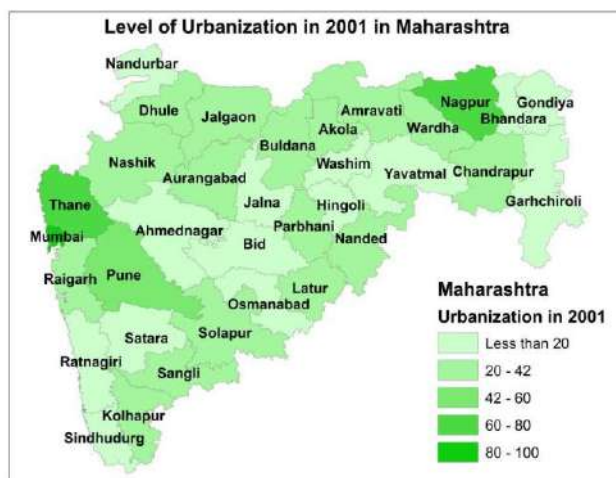 Level of Urbanization in 2001 in Maharashtra
Nandurbar
Dhule
Jalgaon
Amravati
Nagpur
Gondiya
Bhandara
Akola
Wardha
Buldana
Nashik
Washim
Yavatmal
Chandrapur
Aurangabad
Thane
Jalna
Hingoli
Garhchiroli
Ahmednagar
Parbhani
Mumbai
Bid
Nanded
Raigarh
Pune
Latur
Osmanabad
Satara
Solapur
Ratnagiri
Sangli
Kolhapur
Sindhudurg
Maharashtra
Urbanization in 2001
Less than 20
20 - 42
42 - 60
60 - 80
80 - 100